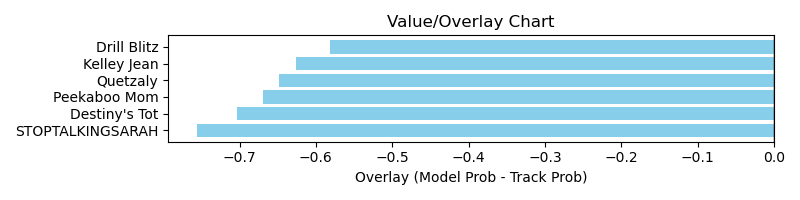 Value/Overlay Chart
Drill Blitz
Kelley Jean
Quetzaly
Peekaboo Mom
Destiny's Tot
STOPTALKINGSARAH
−0.7 −0.6 −0.5 −0.4 −0.3 −0.2 −0.1 0.0
Overlay (Model Prob - Track Prob)